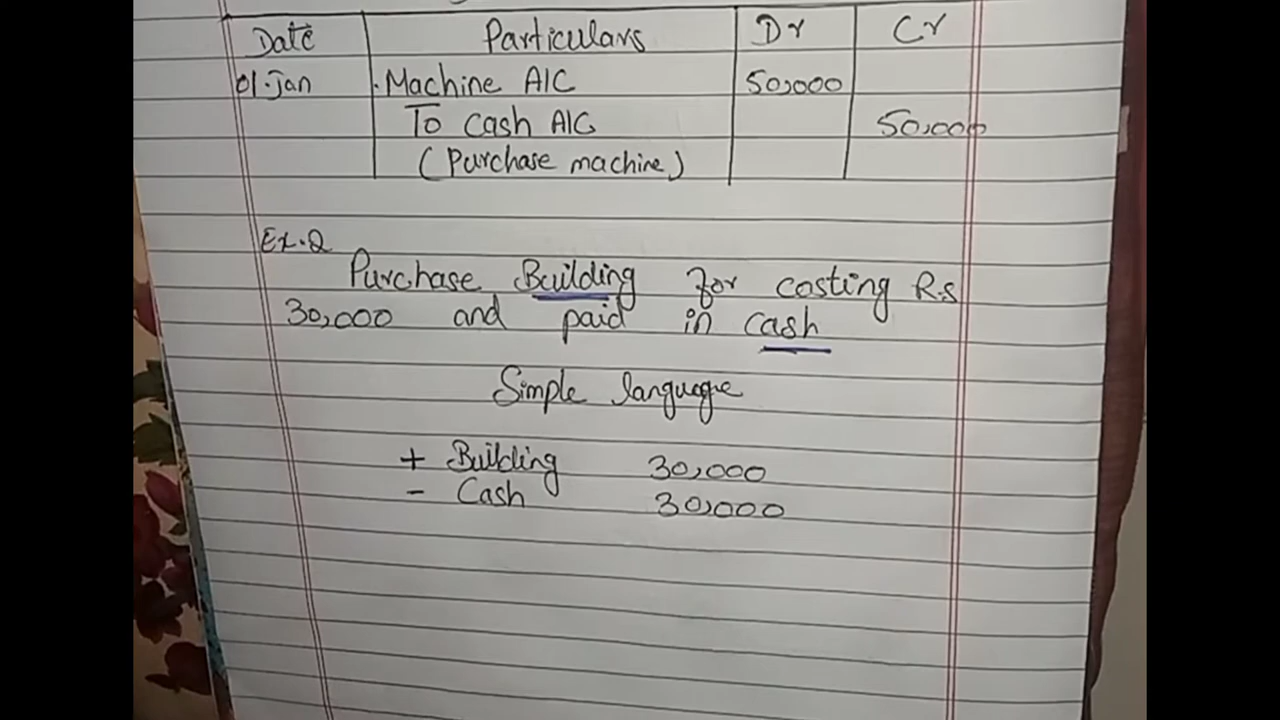 Date Particulars Dr Cr
01.Jan Machine A/C 50,000
To Cash A/C 50,000
(Purchase machine)
Ex.2
Purchase Building for costing R.s
30,000 and paid in cash
Simple language
+ Building 30,000
- Cash 30,000